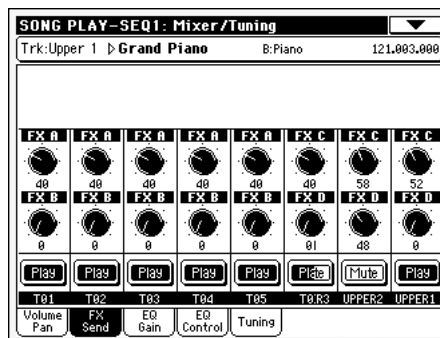 SONG PLAY-SEQ1: Mixer/Tuning
Trk:Upper 1 ▷Grand Piano B:Piano 121.003.000
FX A FX A FX A FX A FX A FX C FX C FX C
40 40 40 40 40 40 58 52
FX B FX B FX B FX B FX B FX D FX D FX D
0 0 0 0 0 01 48 0
Play Play Play Play Play Mute Play
T01 T02 T03 T04 T05 UPPER2 UPPER1
Volume Pan
FX Send
EQ Gain
EQ Control
Tuning